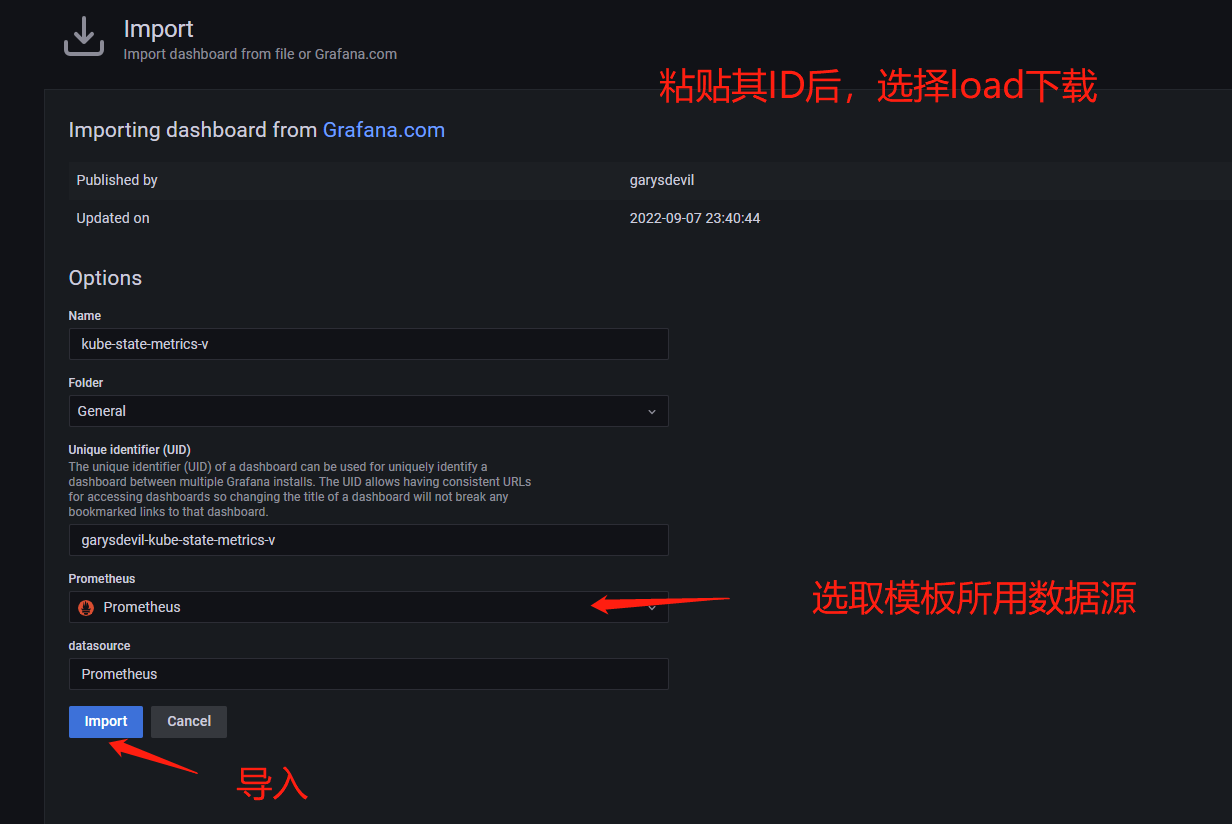 Import
Import dashboard from file or Grafana.com
粘贴其ID后，选择load下载
Importing dashboard from Grafana.com
Published by garysdevil
Updated on 2022-09-07 23:40:44
Options
Name
kube-state-metrics-v
Folder
General
Unique identifier (UID)
The unique identifier (UID) of a dashboard can be used for uniquely identify a
dashboard between multiple Grafana installs. The UID allows having consistent URLs
for accessing dashboards so changing the title of a dashboard will not break any
bookmarked links to that dashboard.
garysdevil-kube-state-metrics-v
Prometheus
Prometheus
选取模板所用数据源
datasource
Prometheus
Import Cancel
导入